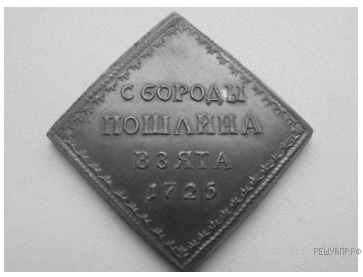 С БОРОДЫ
ПОШЛИНА
ВЗЯТА
1725
РЕШУВПР.РФ